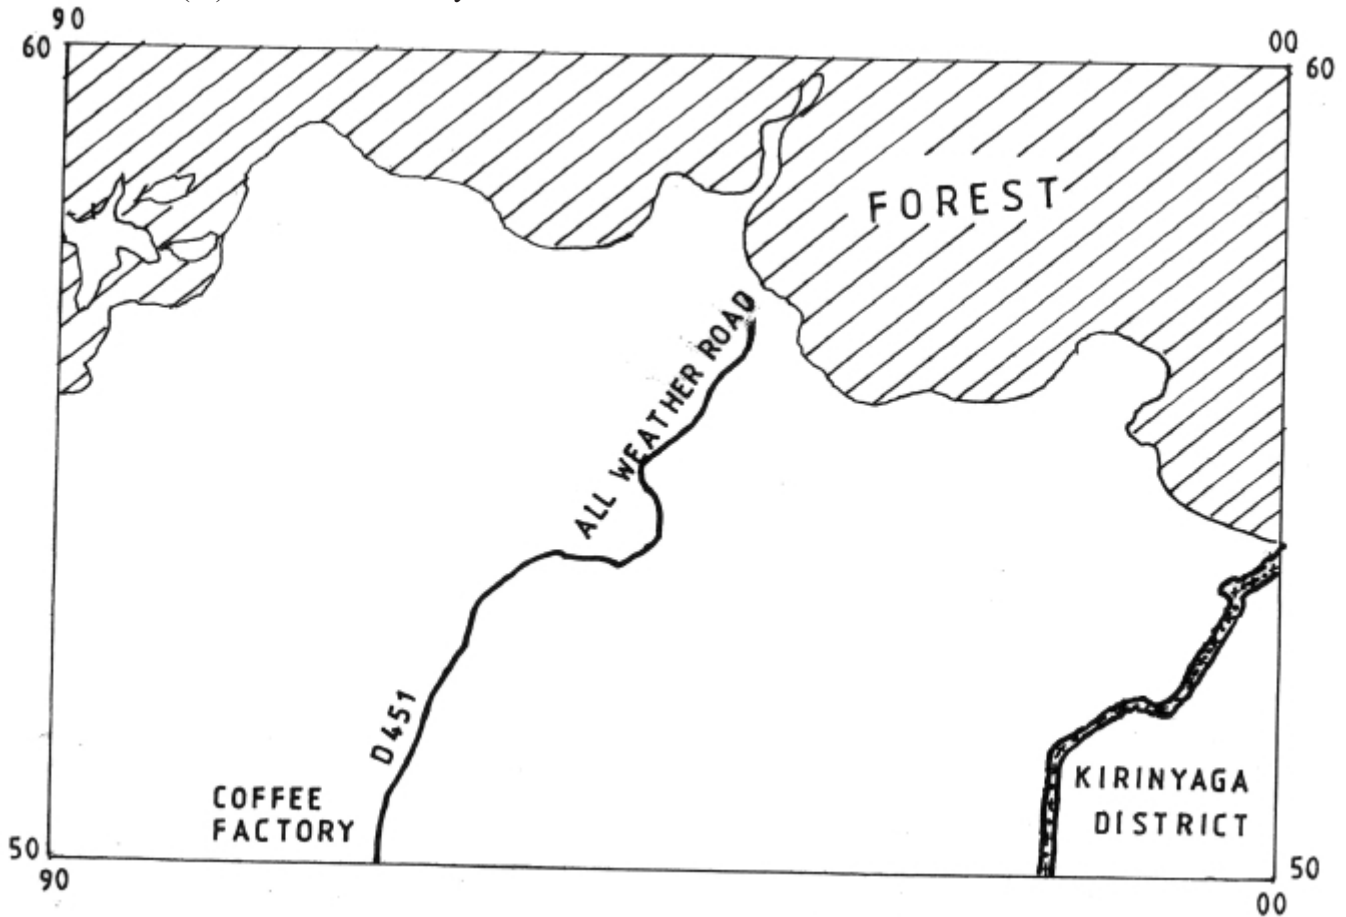 90
60
00
60
FOREST
ALL WEATHER ROAD
D451
COFFEE
FACTORY
KIRINYAGA
DISTRICT
50
90
50
00